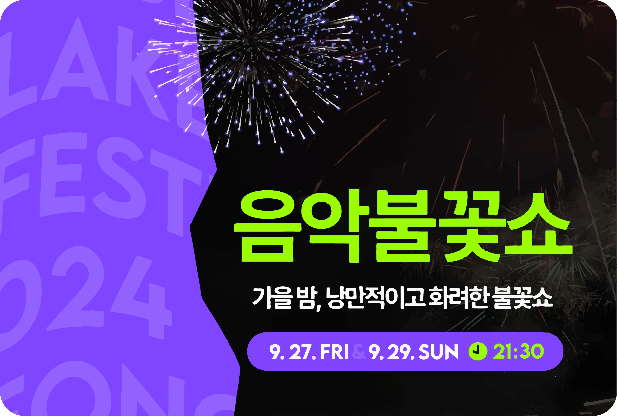 LAKE
FEST
2024
음악불꽃쇼
가을 밤, 낭만적이고 화려한 불꽃쇼
9. 27. FRI & 9. 29. SUN 21:30